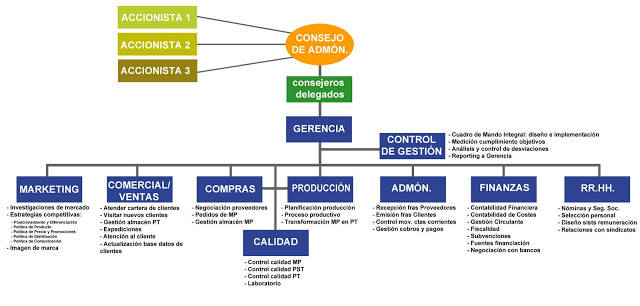 ACCIONISTA 1
ACCIONISTA 2
ACCIONISTA 3
CONSEJO
DE ADMÓN.
consejeros
delegados
GERENCIA
CONTROL
DE GESTIÓN
- Cuadro de Mando Integral: diseño e implementación
- Medición cumplimiento objetivos
- Análisis y control de desviaciones
- Reporting a Gerencia
MARKETING
- Investigaciones de mercado
- Estrategias competitivas:
- Posicionamiento y Diferenciación
- Política de Producto
- Política de Precio y Promociones
- Política de Distribución
- Política de Comunicación
- Imagen de marca
COMERCIAL/
VENTAS
- Atender cartera de clientes
- Visitar nuevos clientes
- Gestión almacén PT
- Expediciones
- Atención al cliente
- Actualización base datos de
clientes
COMPRAS
- Negociación proveedores
- Pedidos de MP
- Gestión almacén MP
PRODUCCIÓN
- Planificación producción
- Proceso productivo
- Transformación MP en PT
CALIDAD
- Control calidad MP
- Control calidad PST
- Control calidad PT
- Laboratorio
ADMÓN.
- Recepción fras Proveedores
- Emisión fras Clientes
- Control mov. ctas corrientes
- Gestión cobros y pagos
FINANZAS
- Contabilidad Financiera
- Contabilidad de Costes
- Gestión Circulante
- Fiscalidad
- Subvenciones
- Fuentes financiación
- Negociación con bancos
RR.HH.
- Nóminas y Seg. Soc.
- Selección personal
- Diseño sists remuneración
- Relaciones con sindicatos